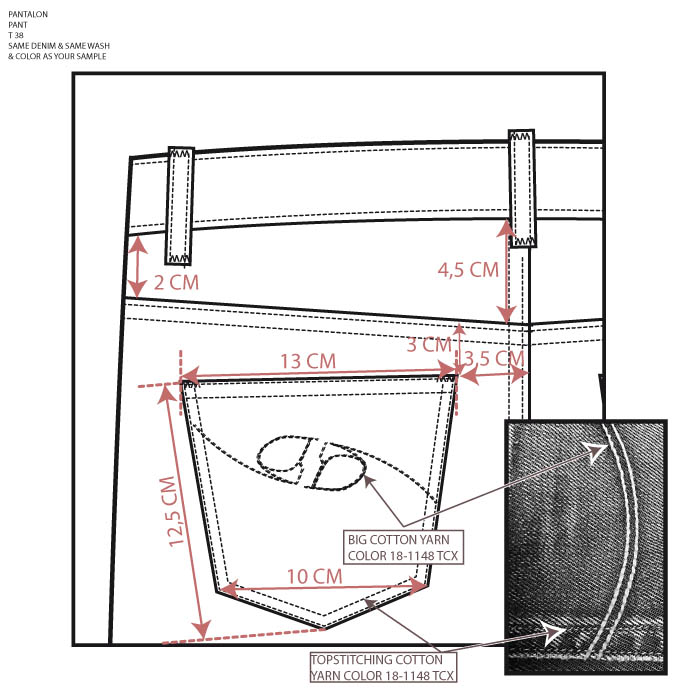 PANTALON
PANT
T 38
SAME DENIM & SAME WASH
& COLOR AS YOUR SAMPLE
2 CM
4,5 CM
3 CM
3,5 CM
13 CM
12,5 CM
BIG COTTON YARN
COLOR 18-1148 TCX
10 CM
TOPSTITCHING COTTON
YARN COLOR 18-1148 TCX